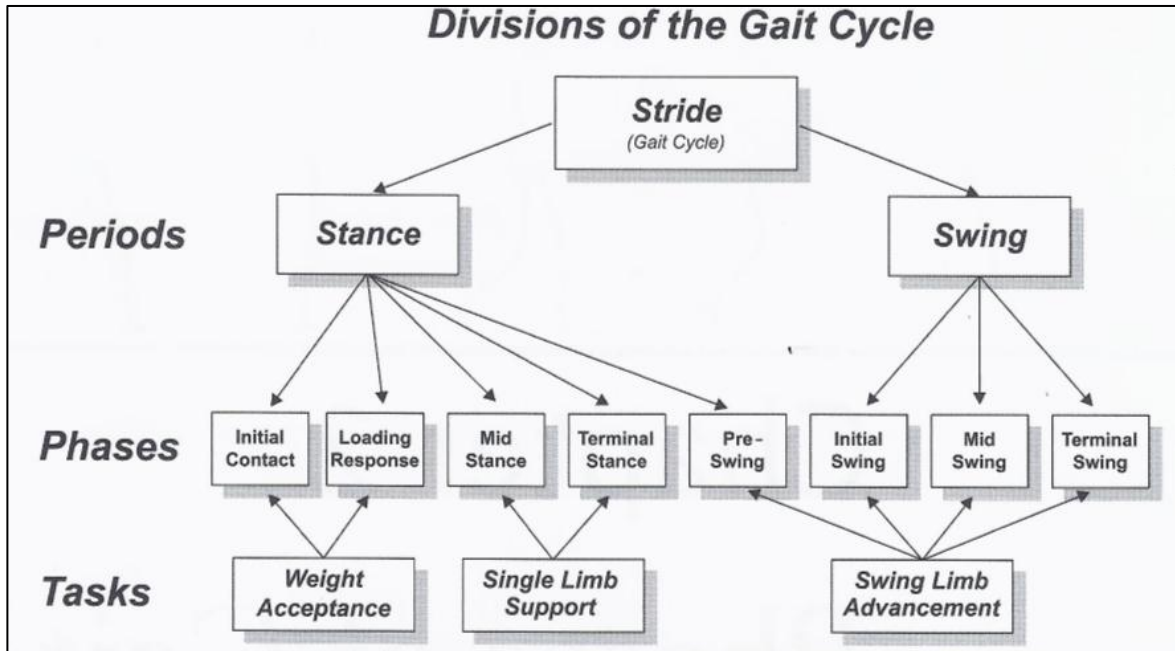 Divisions of the Gait Cycle
Stride
(Gait Cycle)
Periods
Stance
Swing
Phases
Initial
Contact
Loading
Response
Mid
Stance
Terminal
Stance
Pre-
Swing
Initial
Swing
Mid
Swing
Terminal
Swing
Tasks
Weight
Acceptance
Single Limb
Support
Swing Limb
Advancement